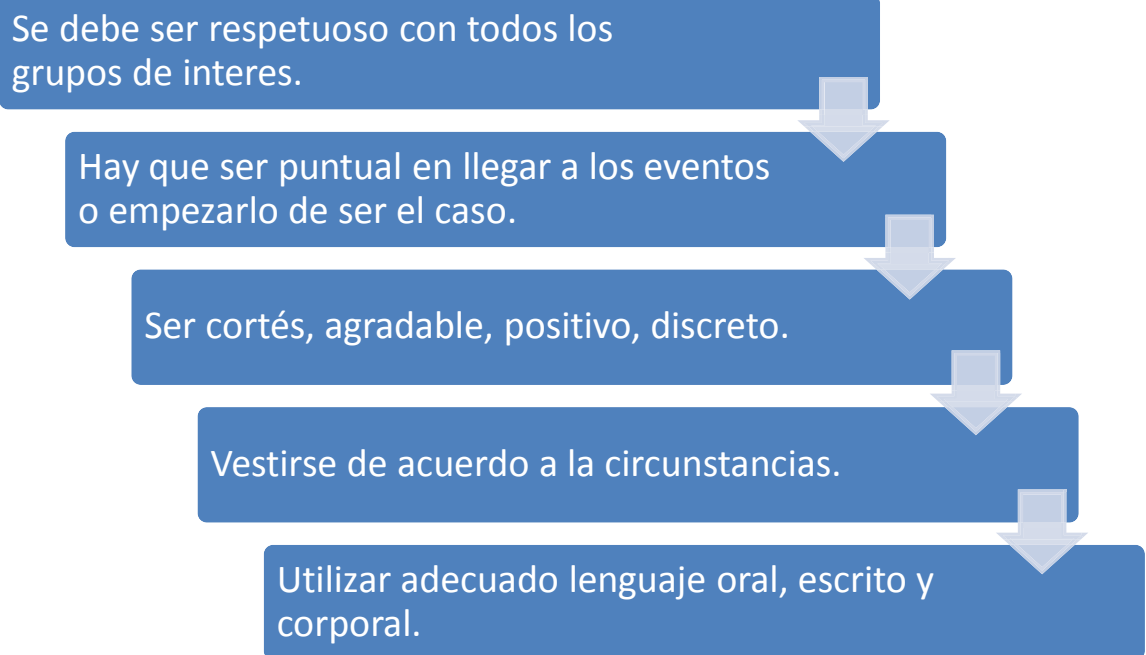 Se debe ser respetuoso con todos los
grupos de interes.
Hay que ser puntual en llegar a los eventos
o empezarlo de ser el caso.
Ser cortés, agradable, positivo, discreto.
Vestirse de acuerdo a la circunstancias.
Utilizar adecuado lenguaje oral, escrito y
corporal.